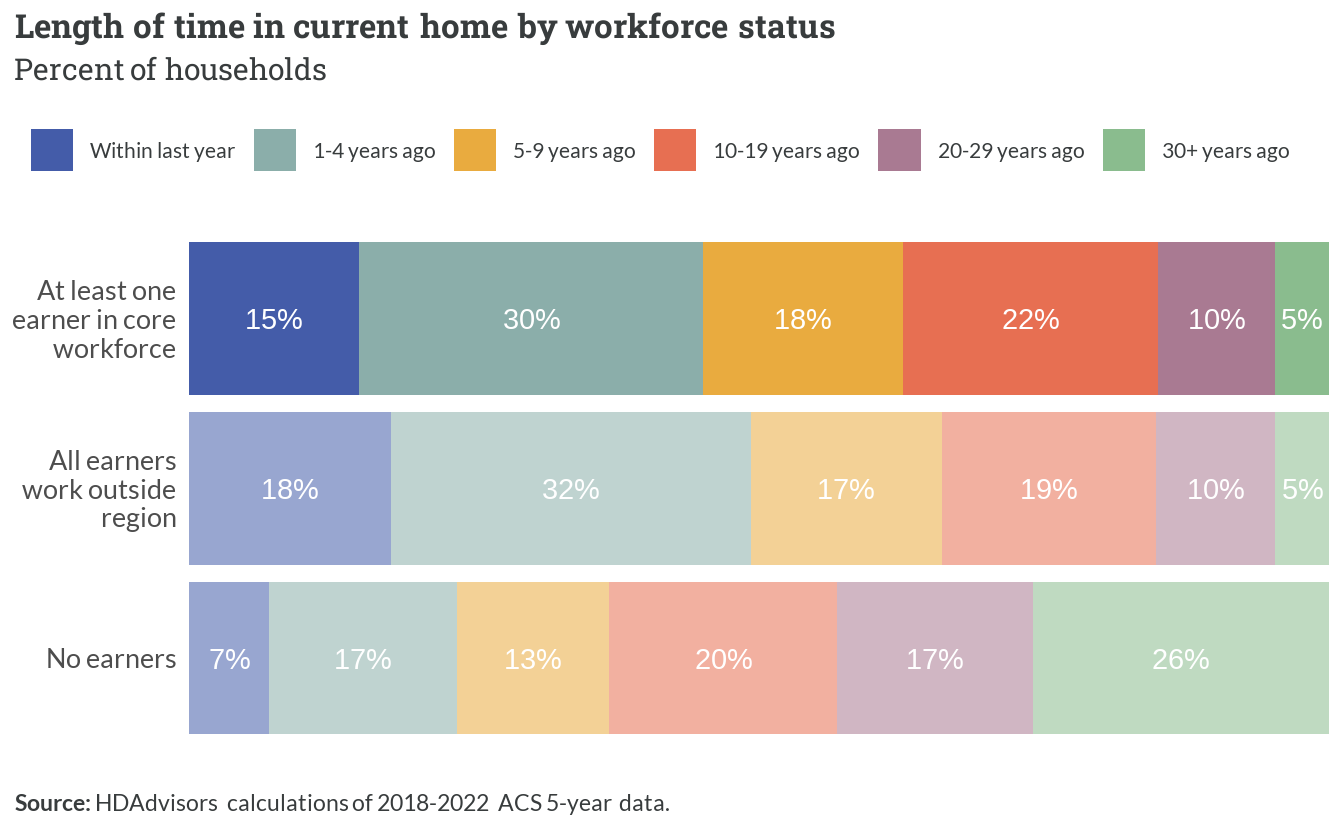 Length of time in current home by workforce status
Percent of households
Within last year 1-4 years ago 5-9 years ago 10-19 years ago 20-29 years ago 30+ years ago
At least one
earner in core
workforce
15% 30% 18% 22% 10% 5%
All earners
work outside
region
18% 32% 17% 19% 10% 5%
No earners
7% 17% 13% 20% 17% 26%
Source: HDAdvisors calculations of 2018-2022 ACS 5-year data.